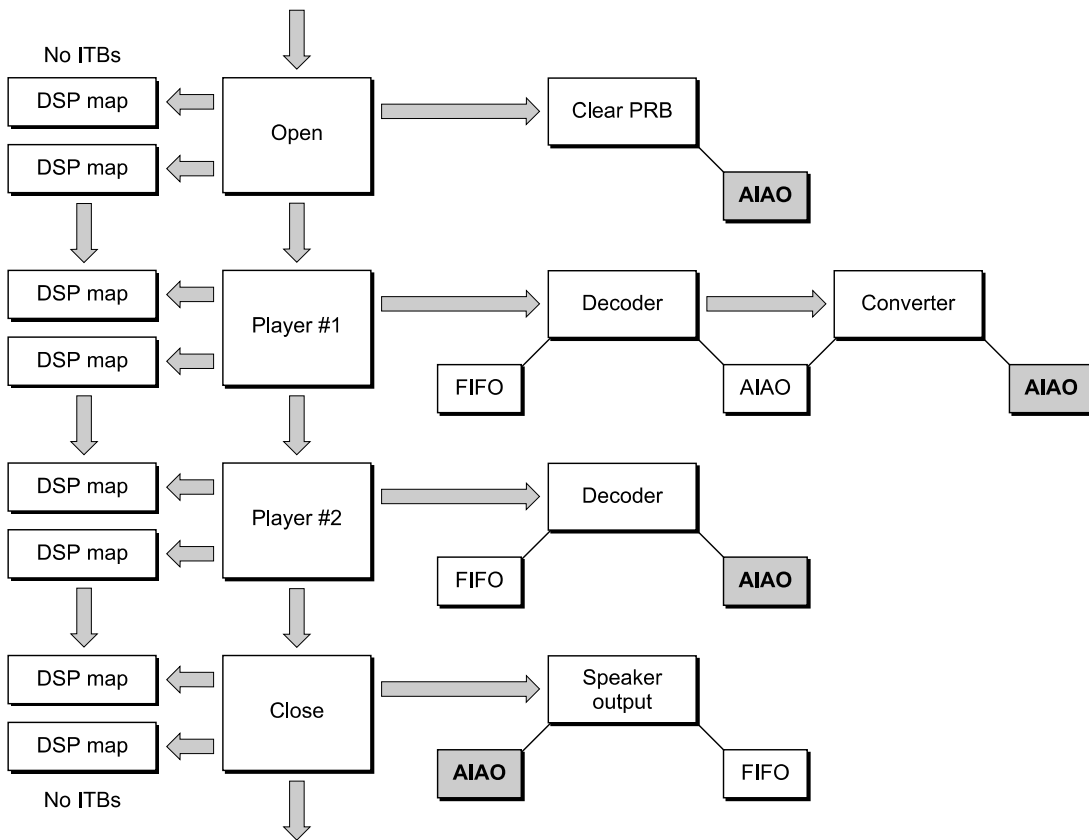 No ITBs
DSP map
DSP map
Open
Clear PRB
AIAO
DSP map
DSP map
Player #1
Decoder
Converter
FIFO
AIAO
AIAO
DSP map
DSP map
Player #2
Decoder
FIFO
AIAO
DSP map
DSP map
Close
Speaker
output
AIAO
FIFO
No ITBs